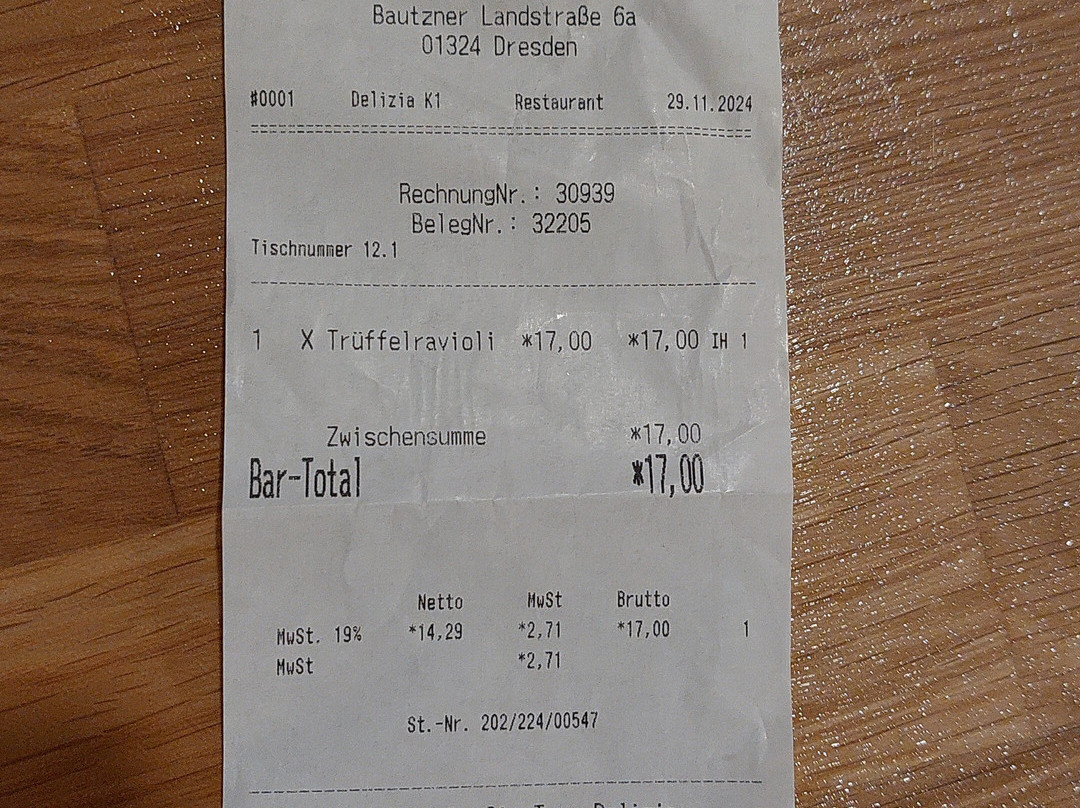 Bautzner Landstraße 6a
01324 Dresden
#0001 Delizia K1 Restaurant 29.11.2024
RechnungNr.: 30939
BelegNr.: 32205
Tischnummer 12.1
1 X Trüffelravioli *17,00 *17,00 IH 1
Zwischensumme *17,00
Bar-Total *17,00
Netto MwSt Brutto
MwSt. 19% *14,29 *2,71 *17,00 1
MwSt *2,71
St.-Nr. 202/224/00547